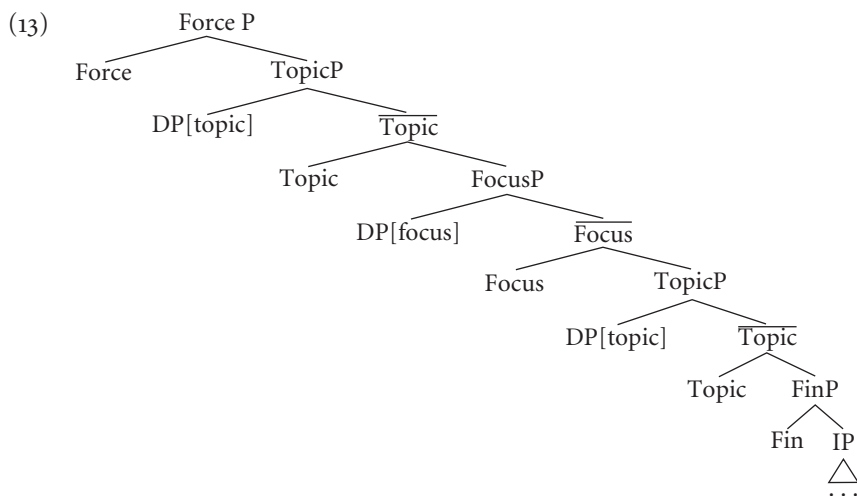 (13)
Force P
Force TopicP
DP[topic] Topic
Topic FocusP
DP[focus] Focus
Focus TopicP
DP[topic] Topic
Topic FinP
Fin IP
...